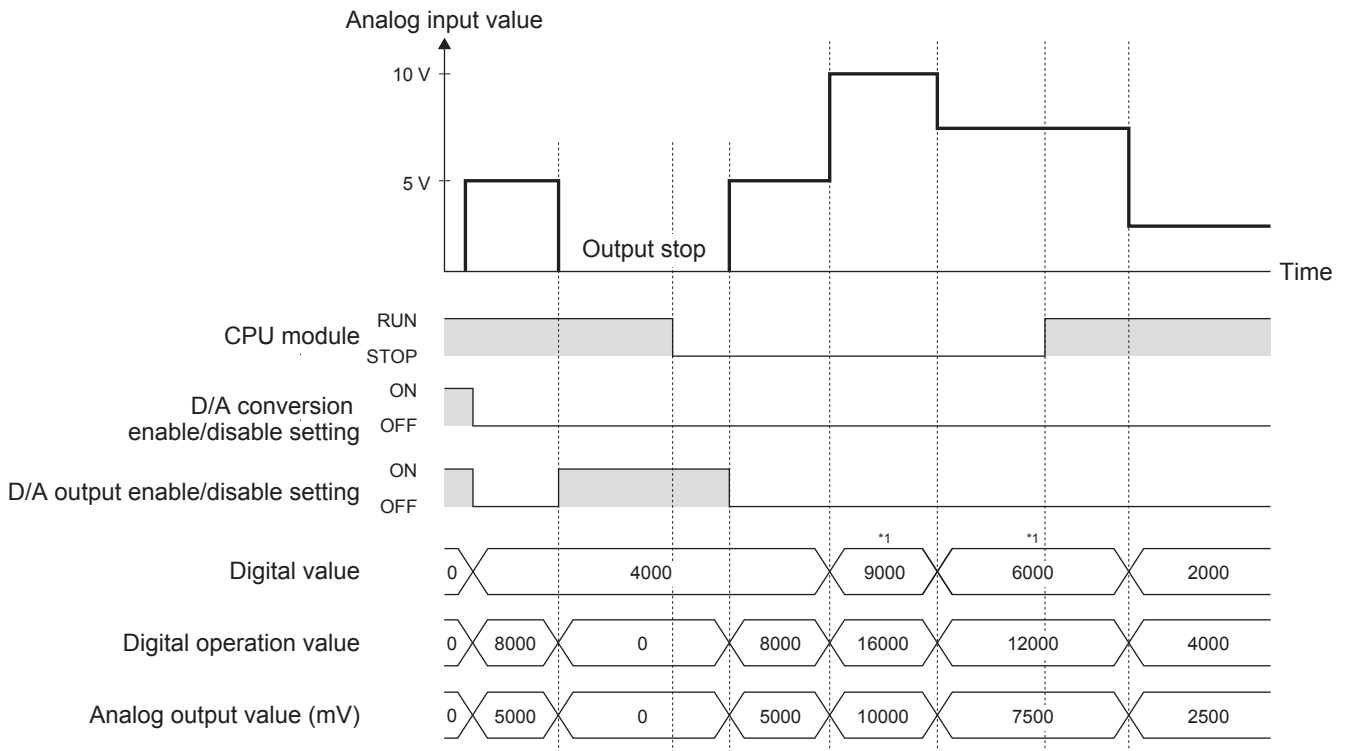 Analog input value
10 V
5 V
Output stop
Time
CPU module
RUN
STOP
D/A conversion
enable/disable setting
ON
OFF
D/A output enable/disable setting
ON
OFF
*1 *1
Digital value 0 4000 9000 6000 2000
Digital operation value 0 8000 0 8000 16000 12000 4000
Analog output value (mV) 0 5000 0 5000 10000 7500 2500